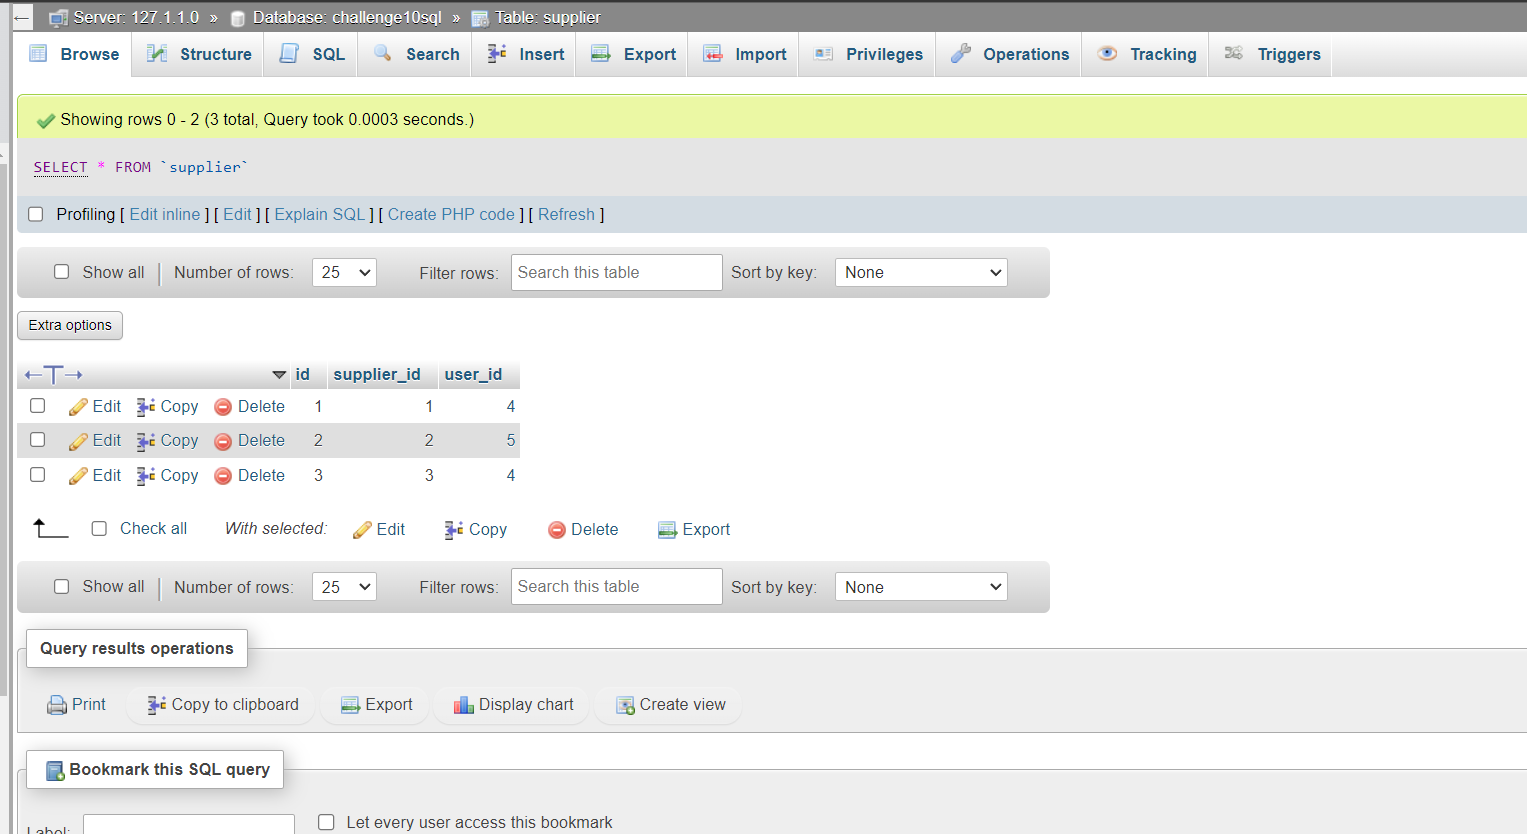 ← Server: 127.1.1.0 » Database: challenge10sql » Table: supplier
Browse Structure SQL Search Insert Export Import Privileges Operations Tracking Triggers
Showing rows 0 - 2 (3 total, Query took 0.0003 seconds.)
SELECT * FROM `supplier`
Profiling [ Edit inline ] [ Edit ] [ Explain SQL ] [ Create PHP code ] [ Refresh ]
Show all Number of rows: 25 Filter rows: Search this table Sort by key: None
Extra options
←T→ id supplier_id user_id
Edit Copy Delete 1 1 4
Edit Copy Delete 2 2 5
Edit Copy Delete 3 3 4
Check all With selected: Edit Copy Delete Export
Show all Number of rows: 25 Filter rows: Search this table Sort by key: None
Query results operations
Print Copy to clipboard Export Display chart Create view
Bookmark this SQL query
Label: Let every user access this bookmark